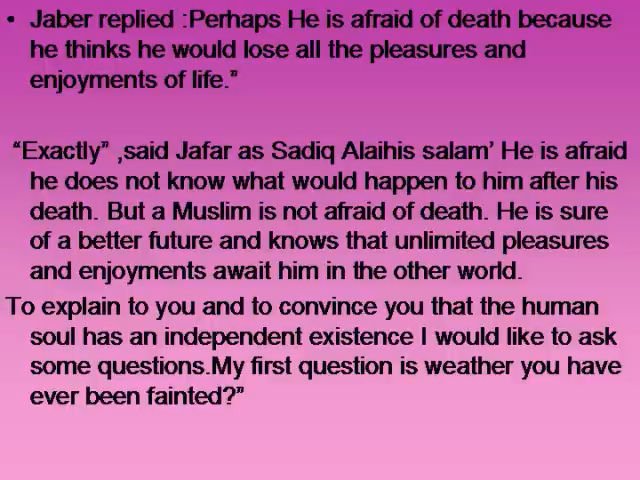 • Jaber replied :Perhaps He is afraid of death because
he thinks he would lose all the pleasures and
enjoyments of life.”
“Exactly” ,said Jafar as Sadiq Alaihis salam’ He is afraid
he does not know what would happen to him after his
death. But a Muslim is not afraid of death. He is sure
of a better future and knows that unlimited pleasures
and enjoyments await him in the other world.
To explain to you and to convince you that the human
soul has an independent existence I would like to ask
some questions.My first question is weather you have
ever been fainted?”